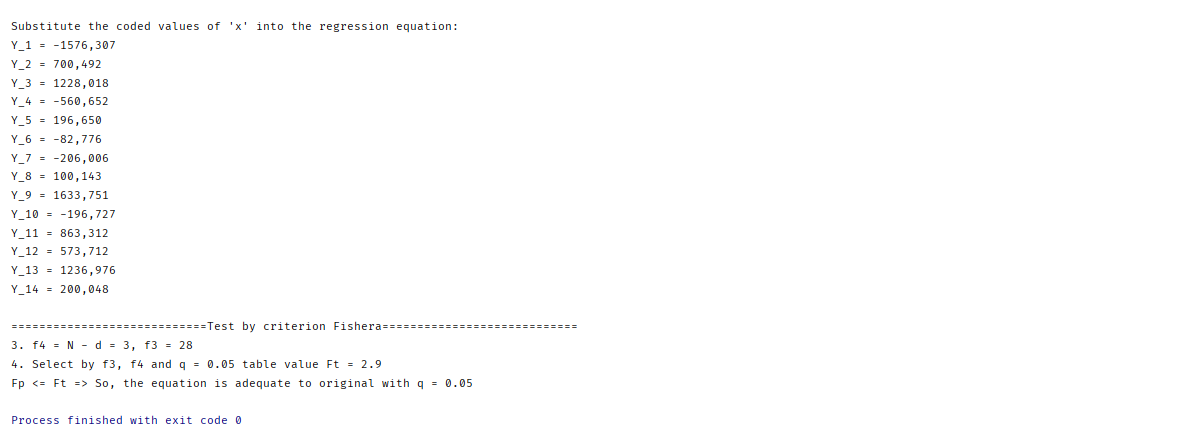 Substitute the coded values of 'x' into the regression equation:
Y_1 = -1576,307
Y_2 = 700,492
Y_3 = 1228,018
Y_4 = -560,652
Y_5 = 196,650
Y_6 = -82,776
Y_7 = -206,006
Y_8 = 100,143
Y_9 = 1633,751
Y_10 = -196,727
Y_11 = 863,312
Y_12 = 573,712
Y_13 = 1236,976
Y_14 = 200,048
============================Test by criterion Fishera============================
3. f4 = N - d = 3, f3 = 28
4. Select by f3, f4 and q = 0.05 table value Ft = 2.9
Fp <= Ft => So, the equation is adequate to original with q = 0.05
Process finished with exit code 0